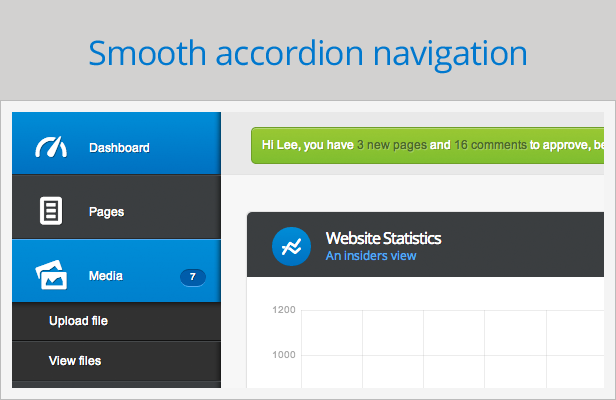 Smooth accordion navigation
Dashboard
Hi Lee, you have 3 new pages and 16 comments to approve, be
Pages
Website Statistics
An insiders view
Media 7
Upload file
View files
1200
1000